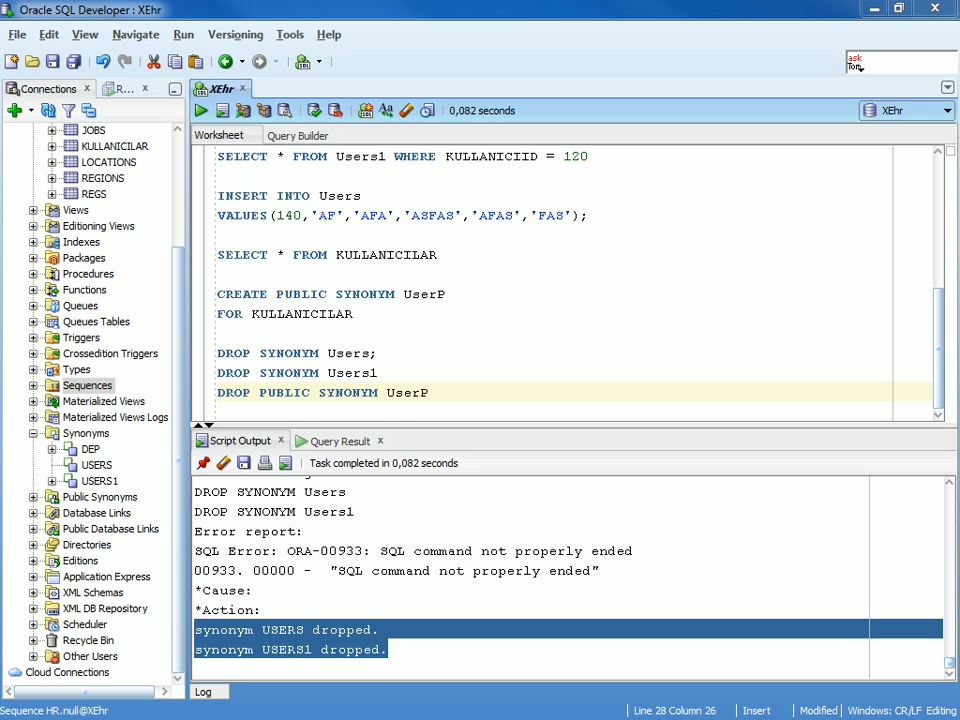 Oracle SQL Developer : XEhr
File Edit View Navigate Run Versioning Tools Help
ask
Tom
Connections
R...
XEhr
0,082 seconds
XEhr
Worksheet
Query Builder
JOBS
KULLANICILAR
LOCATIONS
REGIONS
REGS
Views
Editioning Views
Indexes
Packages
Procedures
Functions
Queues
Queues Tables
Triggers
Crossedition Triggers
Types
Sequences
Materialized Views
Materialized Views Logs
Synonyms
DEP
USERS
USERS1
Public Synonyms
Database Links
Public Database Links
Directories
Editions
Application Express
XML Schemas
XML DB Repository
Scheduler
Recycle Bin
Other Users
Cloud Connections
SELECT * FROM Users1 WHERE KULLANICIID = 120
INSERT INTO Users
VALUES(140,'AF','AFA','ASFAS','AFAS','FAS');
SELECT * FROM KULLANICILAR
CREATE PUBLIC SYNONYM UserP
FOR KULLANICILAR
DROP SYNONYM Users;
DROP SYNONYM Users1
DROP PUBLIC SYNONYM UserP
Script Output
Query Result
Task completed in 0,082 seconds
DROP SYNONYM Users
DROP SYNONYM Users1
Error report:
SQL Error: ORA-00933: SQL command not properly ended
00933. 00000 - "SQL command not properly ended"
*Cause:
*Action:
synonym USERS dropped.
synonym USERS1 dropped.
Log
Sequence HR.null@XEhr
Line 28 Column 26
Insert
Modified
Windows: CR/LF Editing